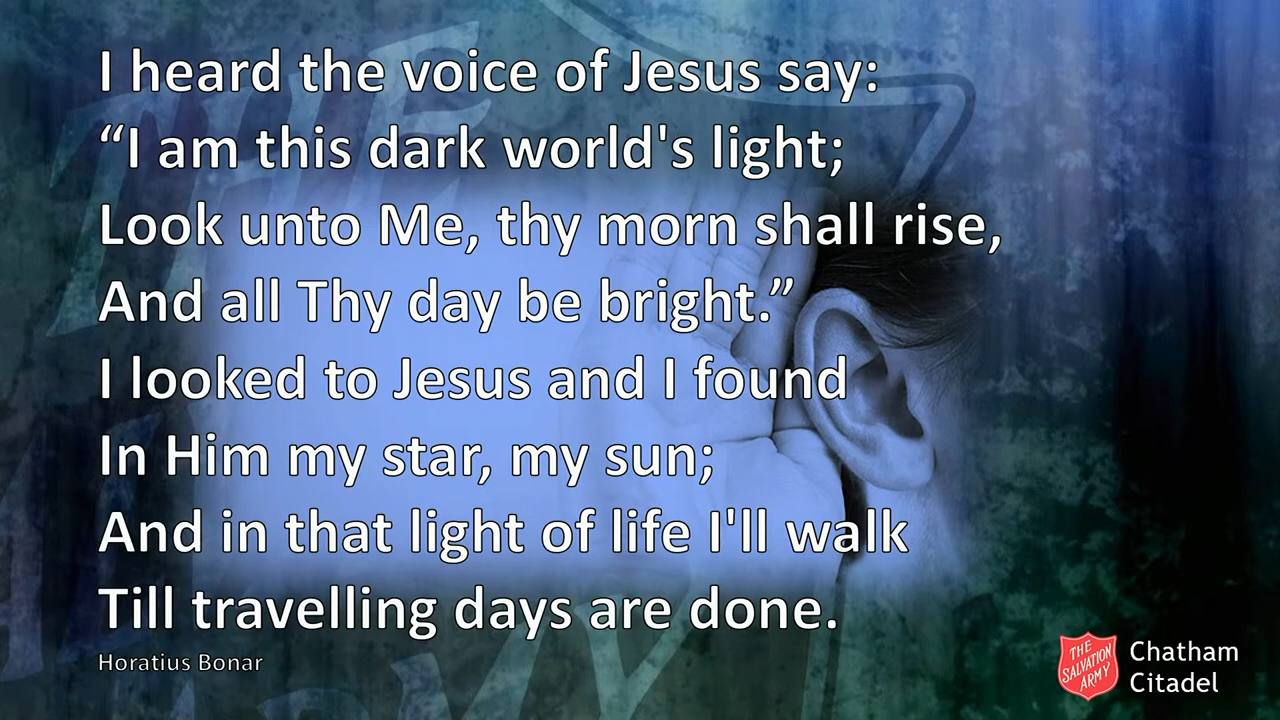 I heard the voice of Jesus say:
“I am this dark world's light;
Look unto Me, thy morn shall rise,
And all Thy day be bright.”
I looked to Jesus and I found
In Him my star, my sun;
And in that light of life I'll walk
Till travelling days are done.
Horatius Bonar
THE
SALVATION
ARMY
Chatham
Citadel